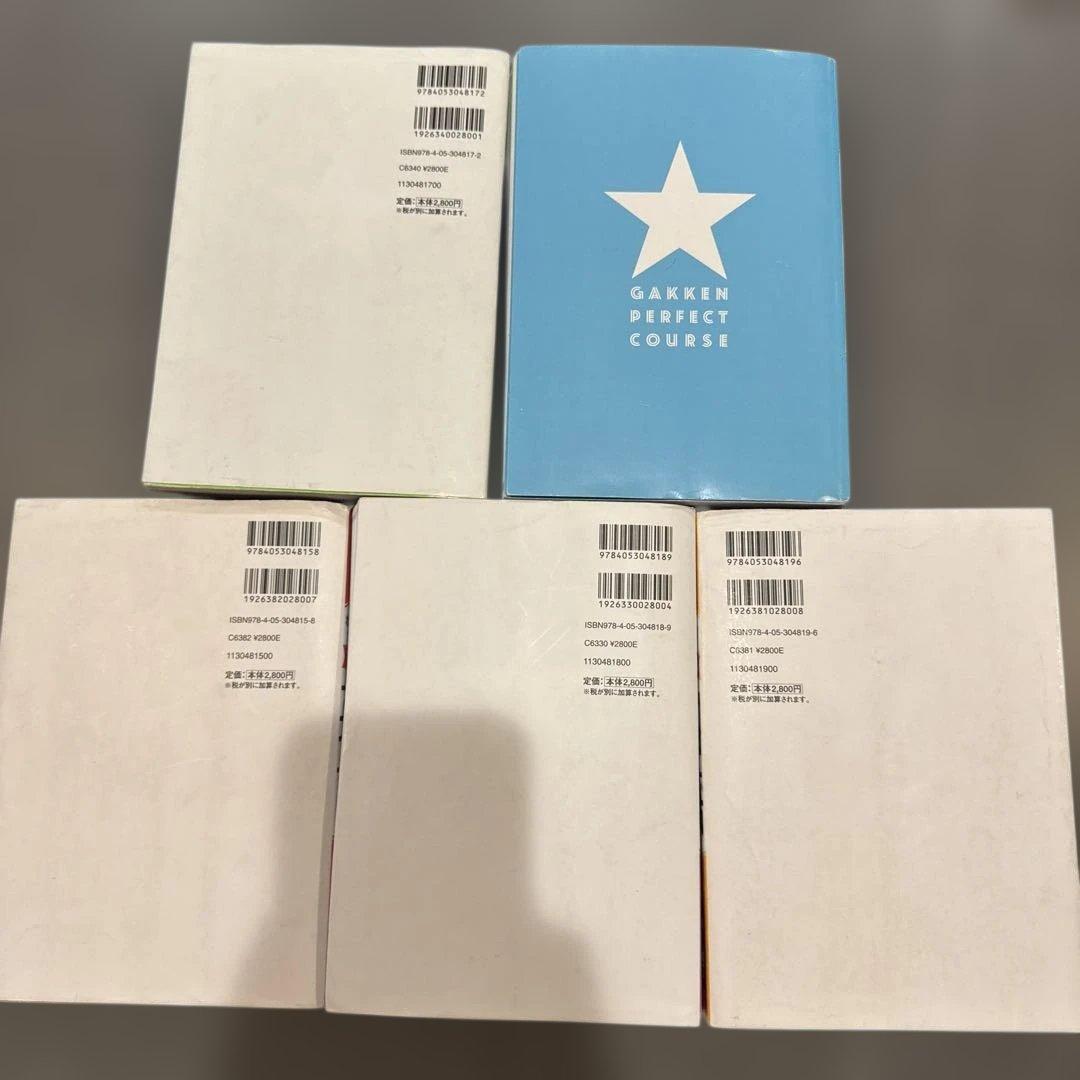 9784053048172
1926340028001
ISBN978-4-05-304817-2
C6340 ¥2800E
1130481700
定価：本体2,800円
※税が別に加算されます。
GAKKEN
PERFECT
COURSE
9784053048158
1926382028007
ISBN978-4-05-304815-8
C6382 ¥2800E
1130481500
定価：本体2,800円
※税が別に加算されます。
9784053048189
1926330028004
ISBN978-4-05-304818-9
C6330 ¥2800E
1130481800
定価：本体2,800円
※税が別に加算されます。
9784053048196
1926381028008
ISBN978-4-05-304819-6
C6381 ¥2800E
1130481900
定価：本体2,800円
※税が別に加算されます。